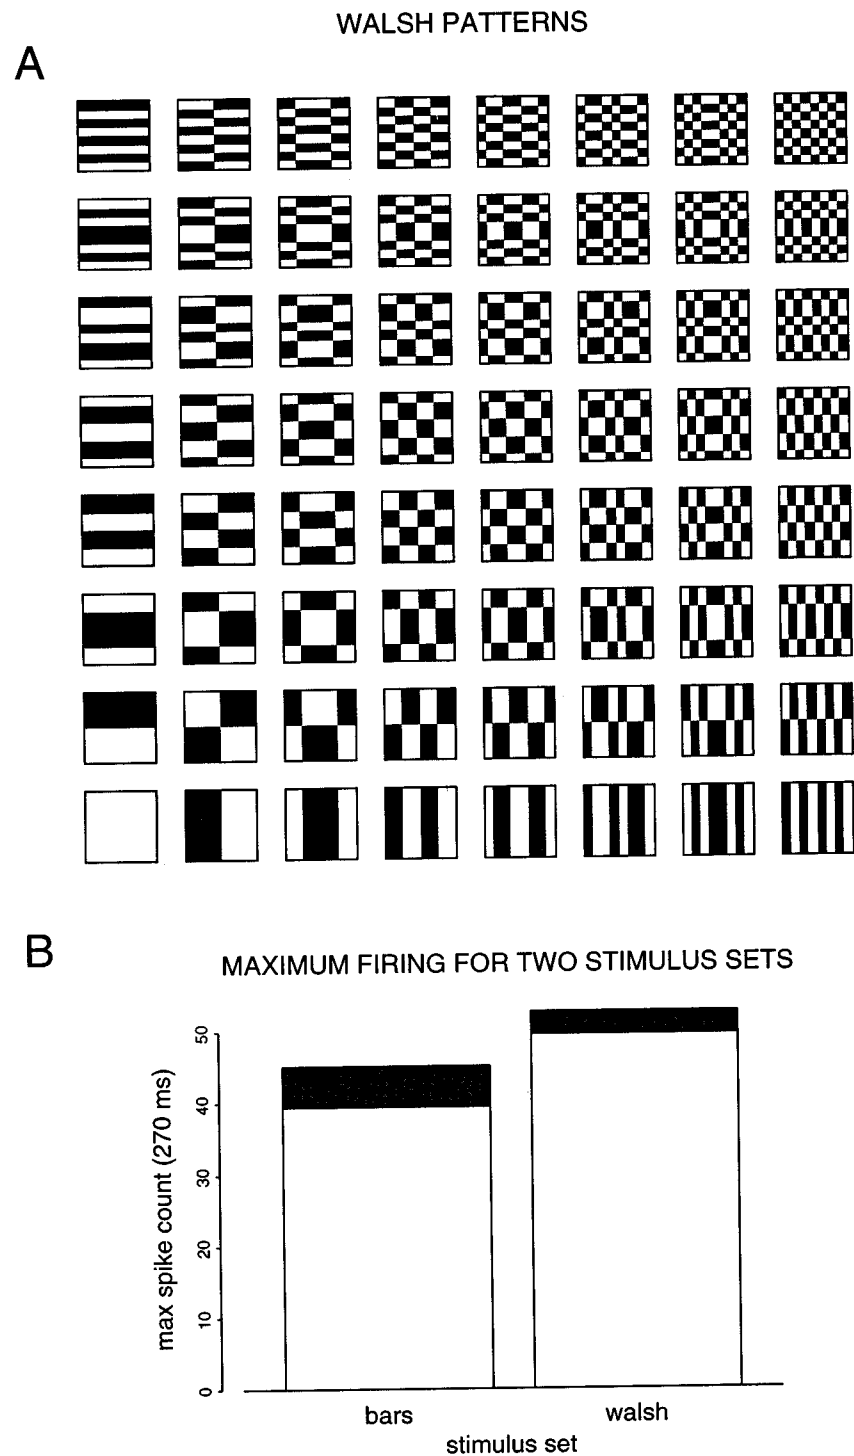 WALSH PATTERNS
A
B
MAXIMUM FIRING FOR TWO STIMULUS SETS
max spike count (270 ms)
50
40
30
20
10
0
bars
walsh
stimulus set